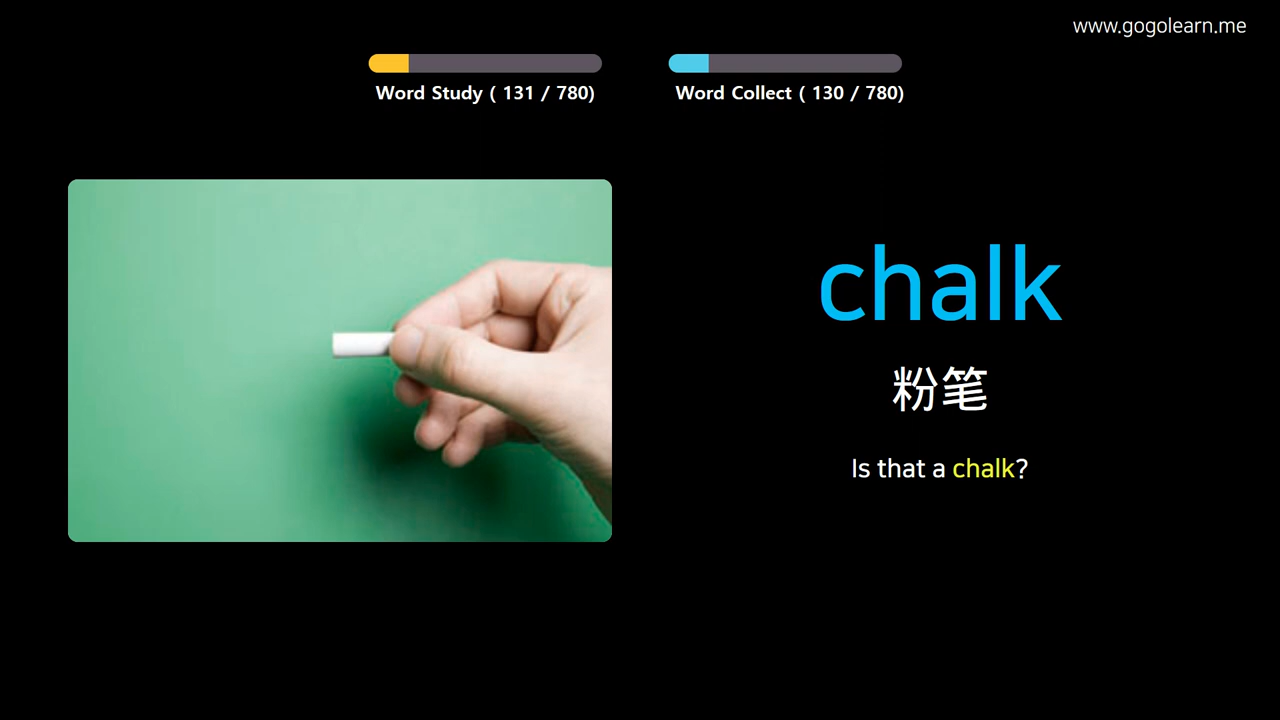 www.gogolearn.me
Word Study ( 131 / 780)
Word Collect ( 130 / 780)
chalk
粉笔
Is that a chalk?